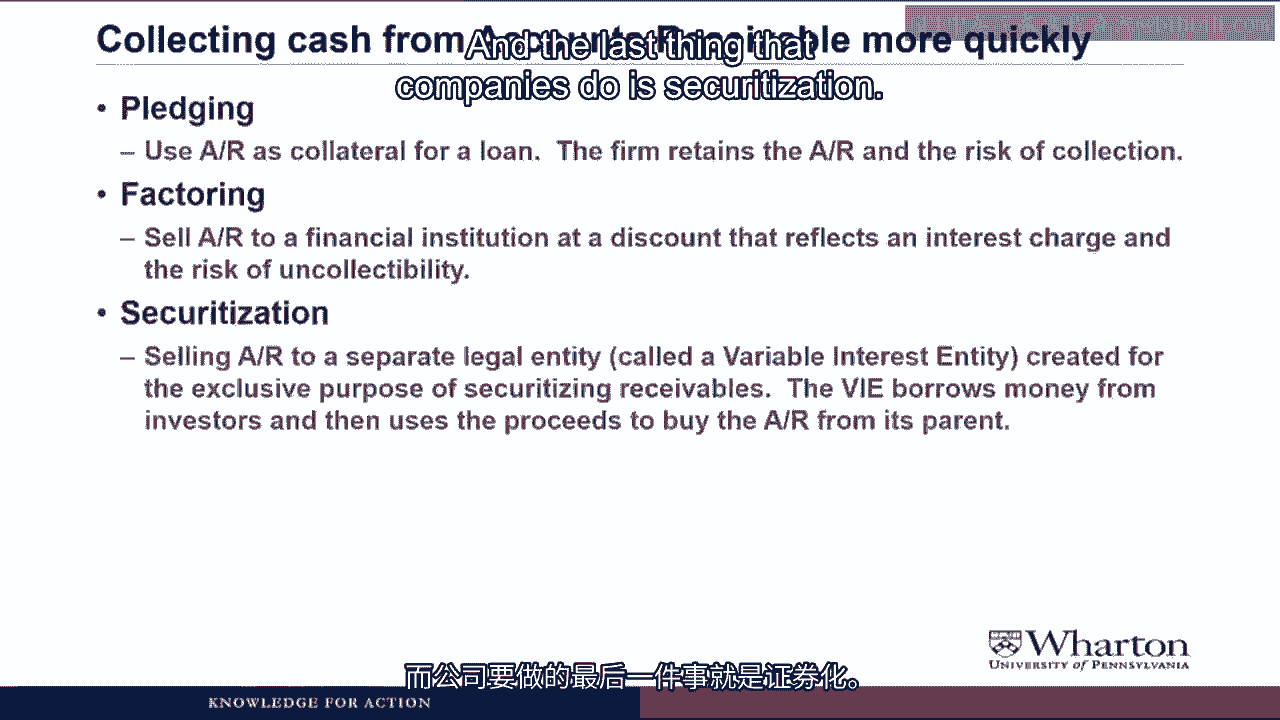 Collecting cash from Accounts Receivable more quickly
And the last thing that
companies do is securitization.
• Pledging
– Use A/R as collateral for a loan. The firm retains the A/R and the risk of collection.
• Factoring
– Sell A/R to a financial institution at a discount that reflects an interest charge and
the risk of uncollectibility.
• Securitization
– Selling A/R to a separate legal entity (called a Variable Interest Entity) created for
the exclusive purpose of securitizing receivables. The VIE borrows money from
investors and then uses the proceeds to buy the A/R from its parent.
Wharton
UNIVERSITY of PENNSYLVANIA
而公司要做的最后一件事就是证券化。
KNOWLEDGE FOR ACTION